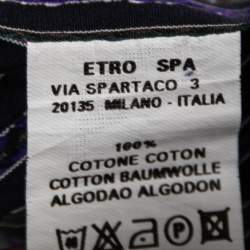 ETRO SPA
VIA SPARTACO 3
20135 MILANO - ITALIA
100%
COTONE COTON
COTTON BAUMWOLLE
ALGODAO ALGODON